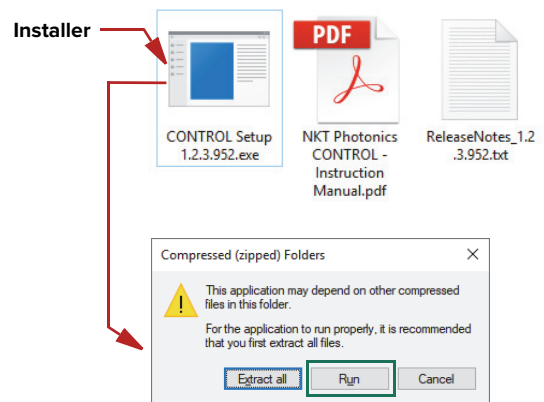 Installer
PDF
CONTROL Setup
1.2.3.952.exe
NKT Photonics
CONTROL -
Instruction
Manual.pdf
ReleaseNotes_1.2
.3.952.txt
Compressed (zipped) Folders
This application may depend on other compressed
files in this folder.
For the application to run properly, it is recommended
that you first extract all files.
Extract all
Run
Cancel